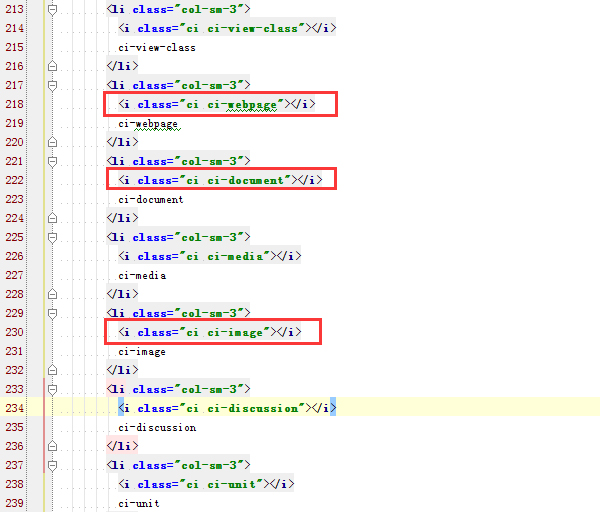 213 <li class="col-sm-3">
214 <i class="ci ci-view-class"></i>
215 ci-view-class
216 </li>
217 <li class="col-sm-3">
218 <i class="ci ci-webpage"></i>
219 ci-webpage
220 </li>
221 <li class="col-sm-3">
222 <i class="ci ci-document"></i>
223 ci-document
224 </li>
225 <li class="col-sm-3">
226 <i class="ci ci-media"></i>
227 ci-media
228 </li>
229 <li class="col-sm-3">
230 <i class="ci ci-image"></i>
231 ci-image
232 </li>
233 <li class="col-sm-3">
234 <i class="ci ci-discussion"></i>
235 ci-discussion
236 </li>
237 <li class="col-sm-3">
238 <i class="ci ci-unit"></i>
239 ci-unit